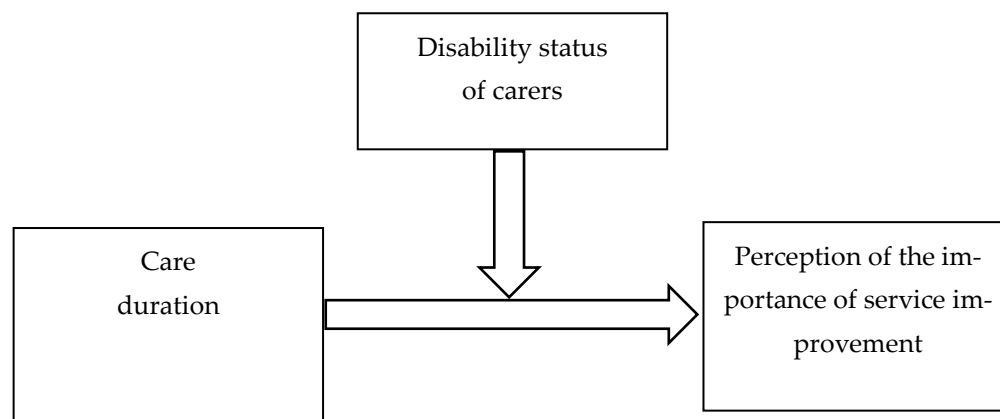 Disability status
of carers
Care
duration
Perception of the im-
portance of service im-
provement